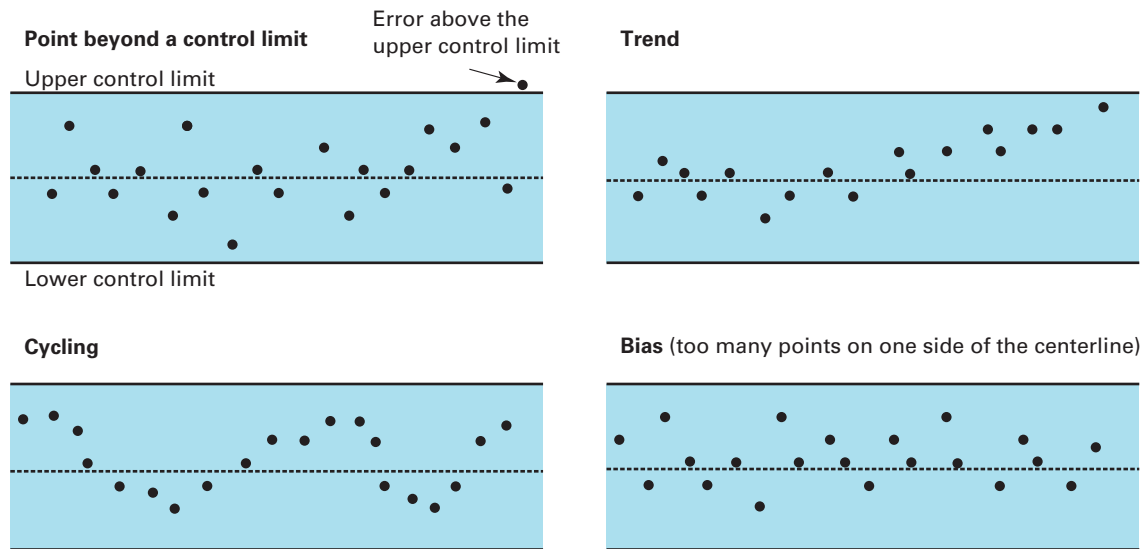 Point beyond a control limit
Error above the
upper control limit
Upper control limit
Lower control limit
Trend
Cycling
Bias (too many points on one side of the centerline)